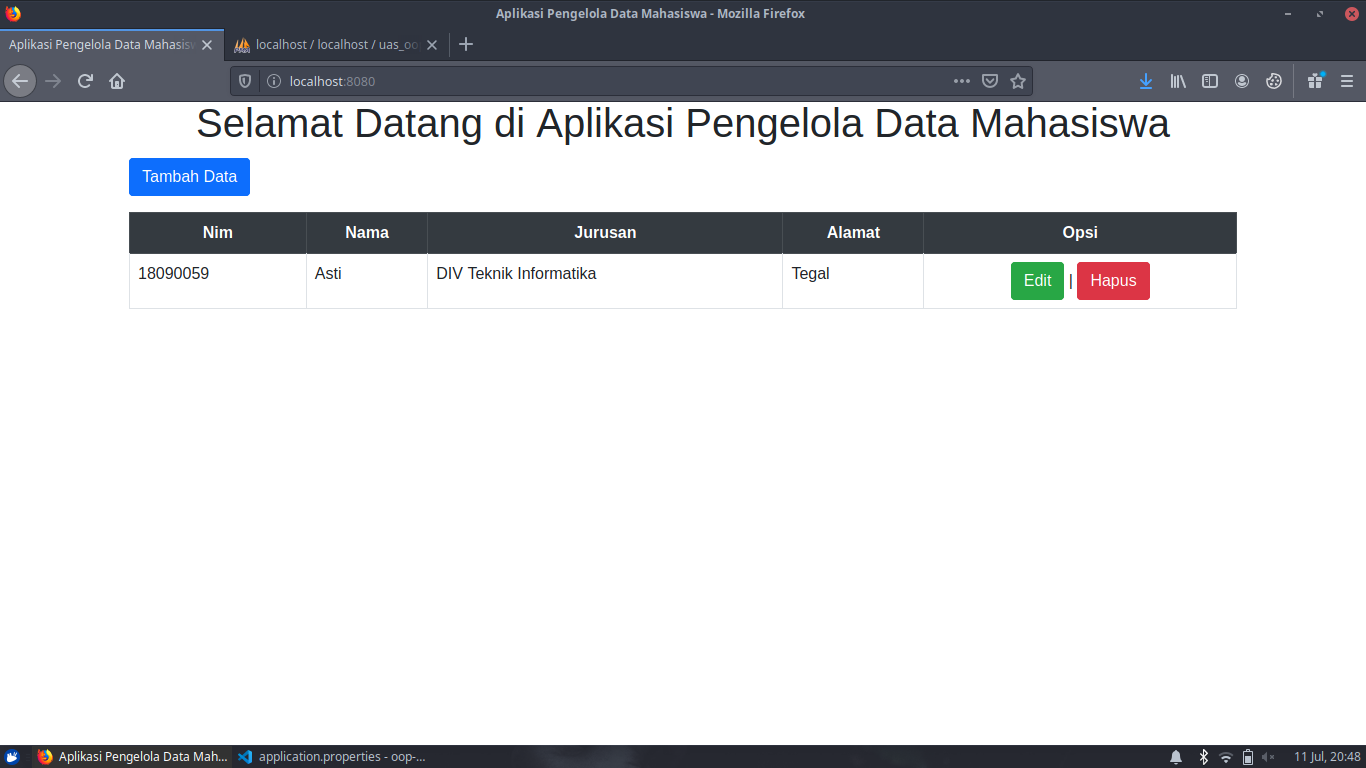 Aplikasi Pengelola Data Mahasiswa - Mozilla Firefox
Aplikasi Pengelola Data Mahasisw
localhost / localhost / uas_oo
localhost:8080
Selamat Datang di Aplikasi Pengelola Data Mahasiswa
Tambah Data
Nim Nama Jurusan Alamat Opsi
18090059 Asti DIV Teknik Informatika Tegal Edit | Hapus
Aplikasi Pengelola Data Mah... application.properties - oop-... 11 Jul, 20:48